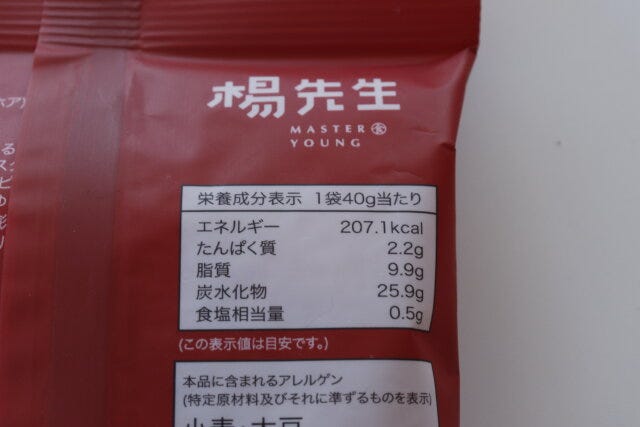 楊先生
MASTER
YOUNG
栄養成分表示 1袋40g当たり
エネルギー 207.1kcal
たんぱく質 2.2g
脂質 9.9g
炭水化物 25.9g
食塩相当量 0.5g
(この表示値は目安です。)
本品に含まれるアレルゲン
(特定原材料及びそれに準ずるものを表示)
小麦・大豆